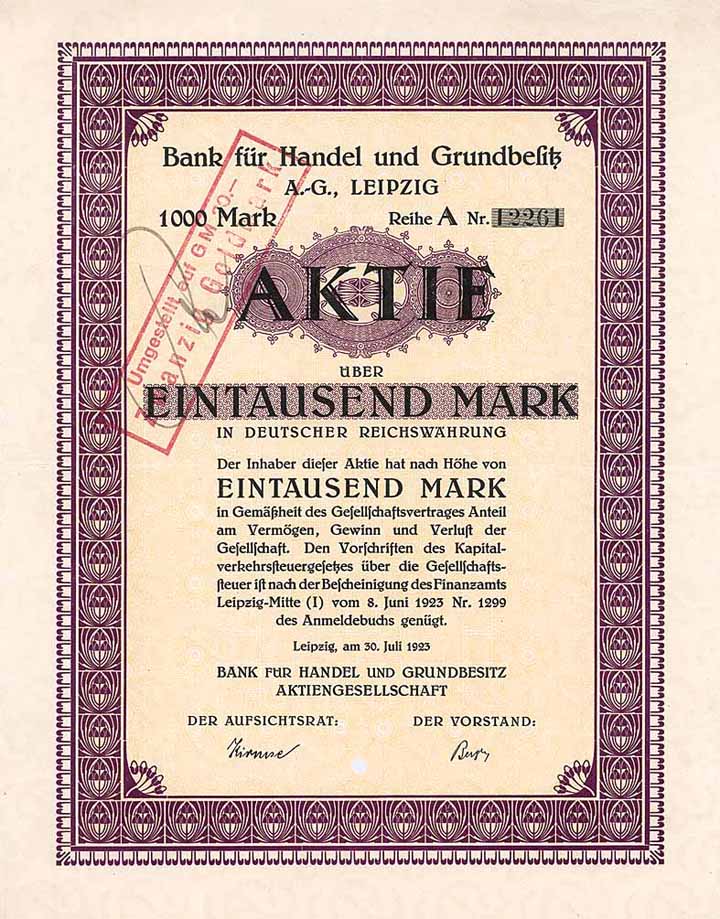 Bank für Handel und Grundbesitz
A.-G., LEIPZIG
1000 Mark Reihe A Nr. 12261
Umgestellt auf GM 20.–
Zwanzig Goldmark
AKTIE
ÜBER
EINTAUSEND MARK
IN DEUTSCHER REICHSWÄHRUNG
Der Inhaber dieſer Aktie hat nach Höhe von
EINTAUSEND MARK
in Gemäßheit des Geſellſchaftsvertrages Anteil
am Vermögen, Gewinn und Verluſt der
Geſellſchaft. Den Vorſchriften des Kapital-
verkehrsſteuergeſetzes über die Geſellſchafts-
ſteuer iſt nach der Beſcheinigung des Finanzamts
Leipzig-Mitte (I) vom 8. Juni 1923 Nr. 1299
des Anmeldebuchs genügt.
Leipzig, am 30. Juli 1923
BANK FÜR HANDEL UND GRUNDBESITZ
AKTIENGESELLSCHAFT
DER AUFSICHTSRAT: DER VORSTAND: